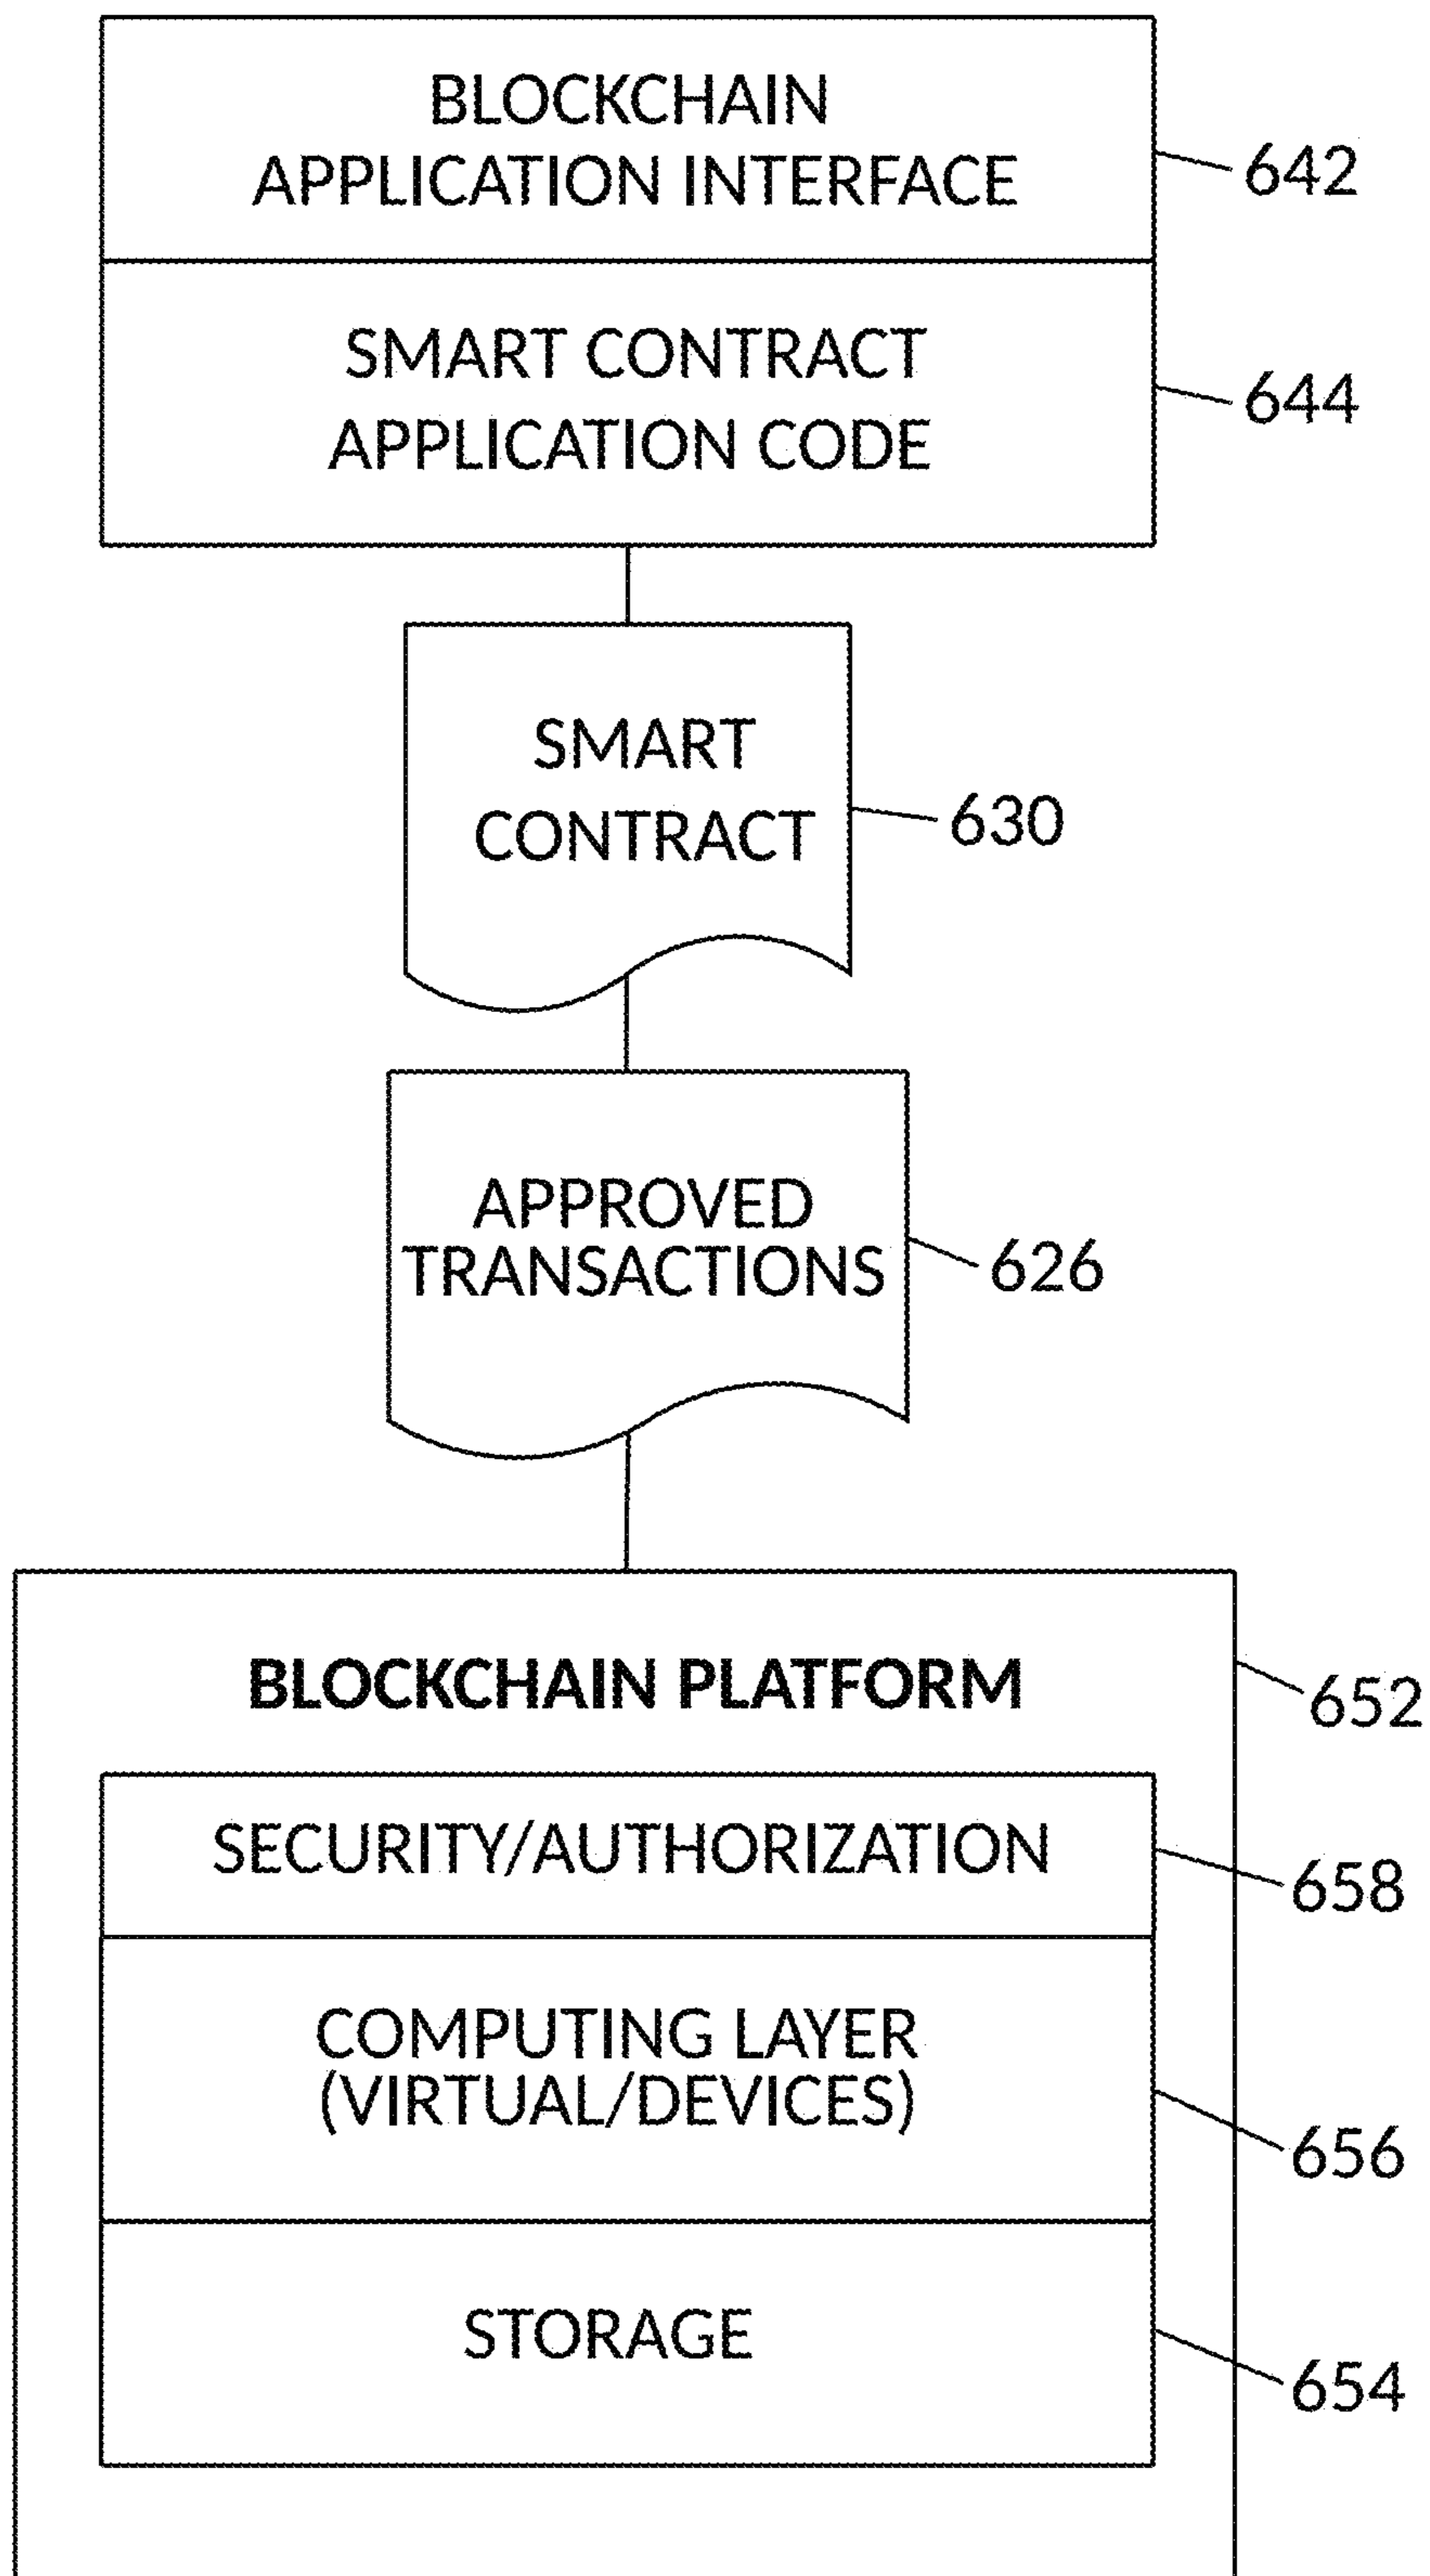 BLOCKCHAIN
APPLICATION INTERFACE
642
SMART CONTRACT
APPLICATION CODE
644
SMART
CONTRACT
630
APPROVED
TRANSACTIONS
626
BLOCKCHAIN PLATFORM
652
SECURITY/AUTHORIZATION
658
COMPUTING LAYER
(VIRTUAL/DEVICES)
656
STORAGE
654